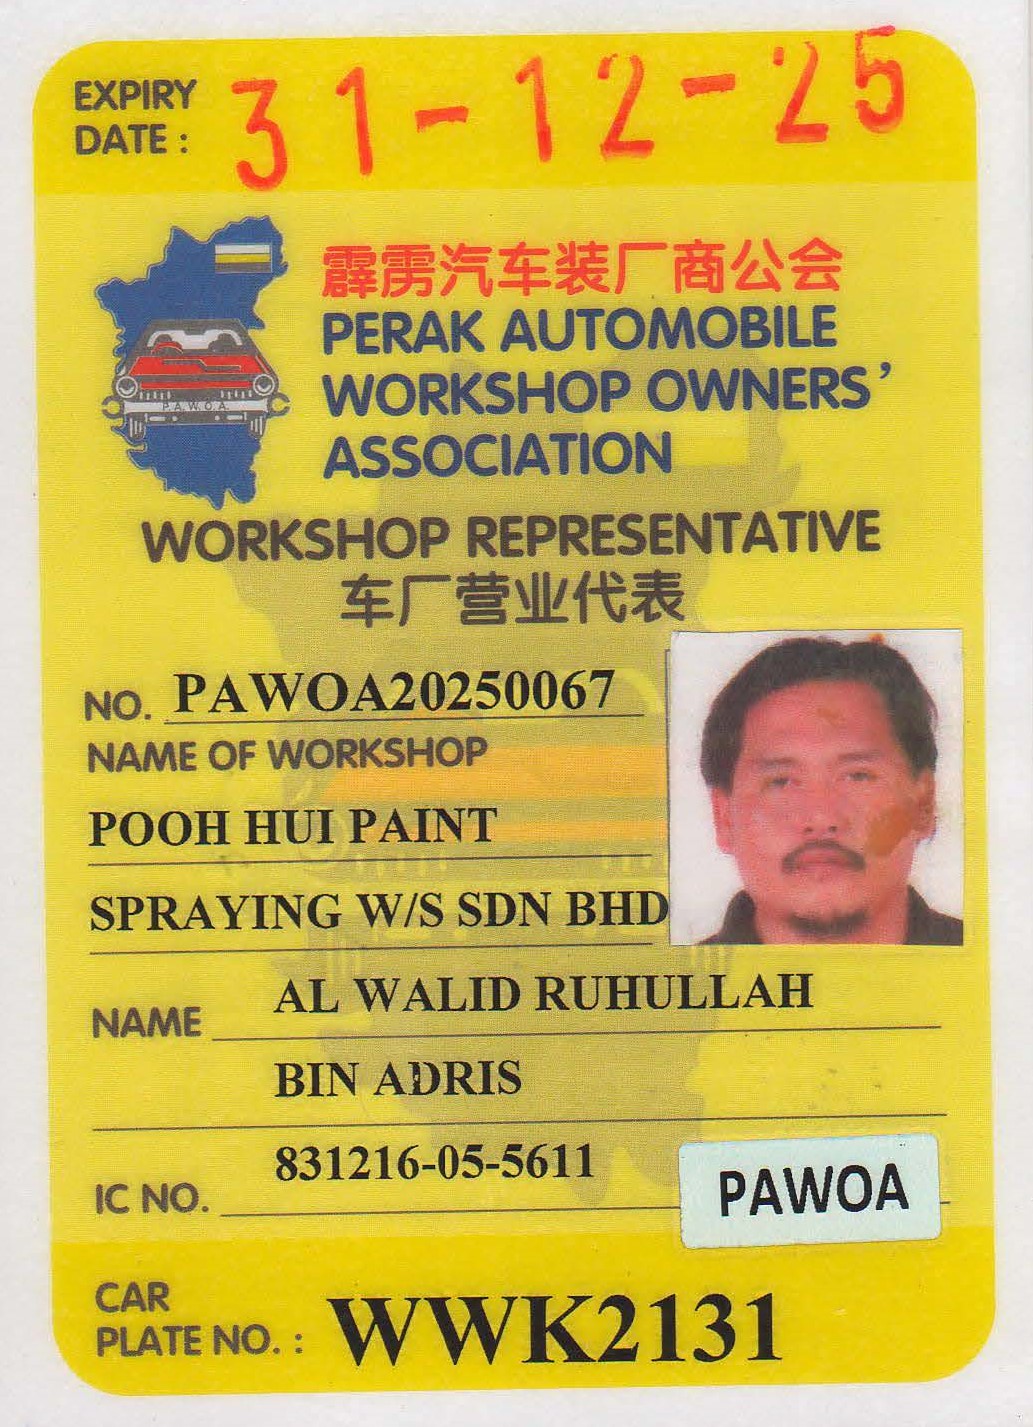 EXPIRY
DATE : 31-12-25
霹雳汽车装厂商公会
PERAK AUTOMOBILE
WORKSHOP OWNERS'
ASSOCIATION
P.A.W.O.A.
WORKSHOP REPRESENTATIVE
车厂营业代表
NO. PAWOA20250067
NAME OF WORKSHOP
POOH HUI PAINT
SPRAYING W/S SDN BHD
NAME AL WALID RUHULLAH
BIN ADRIS
IC NO. 831216-05-5611
PAWOA
CAR
PLATE NO. : WWK2131